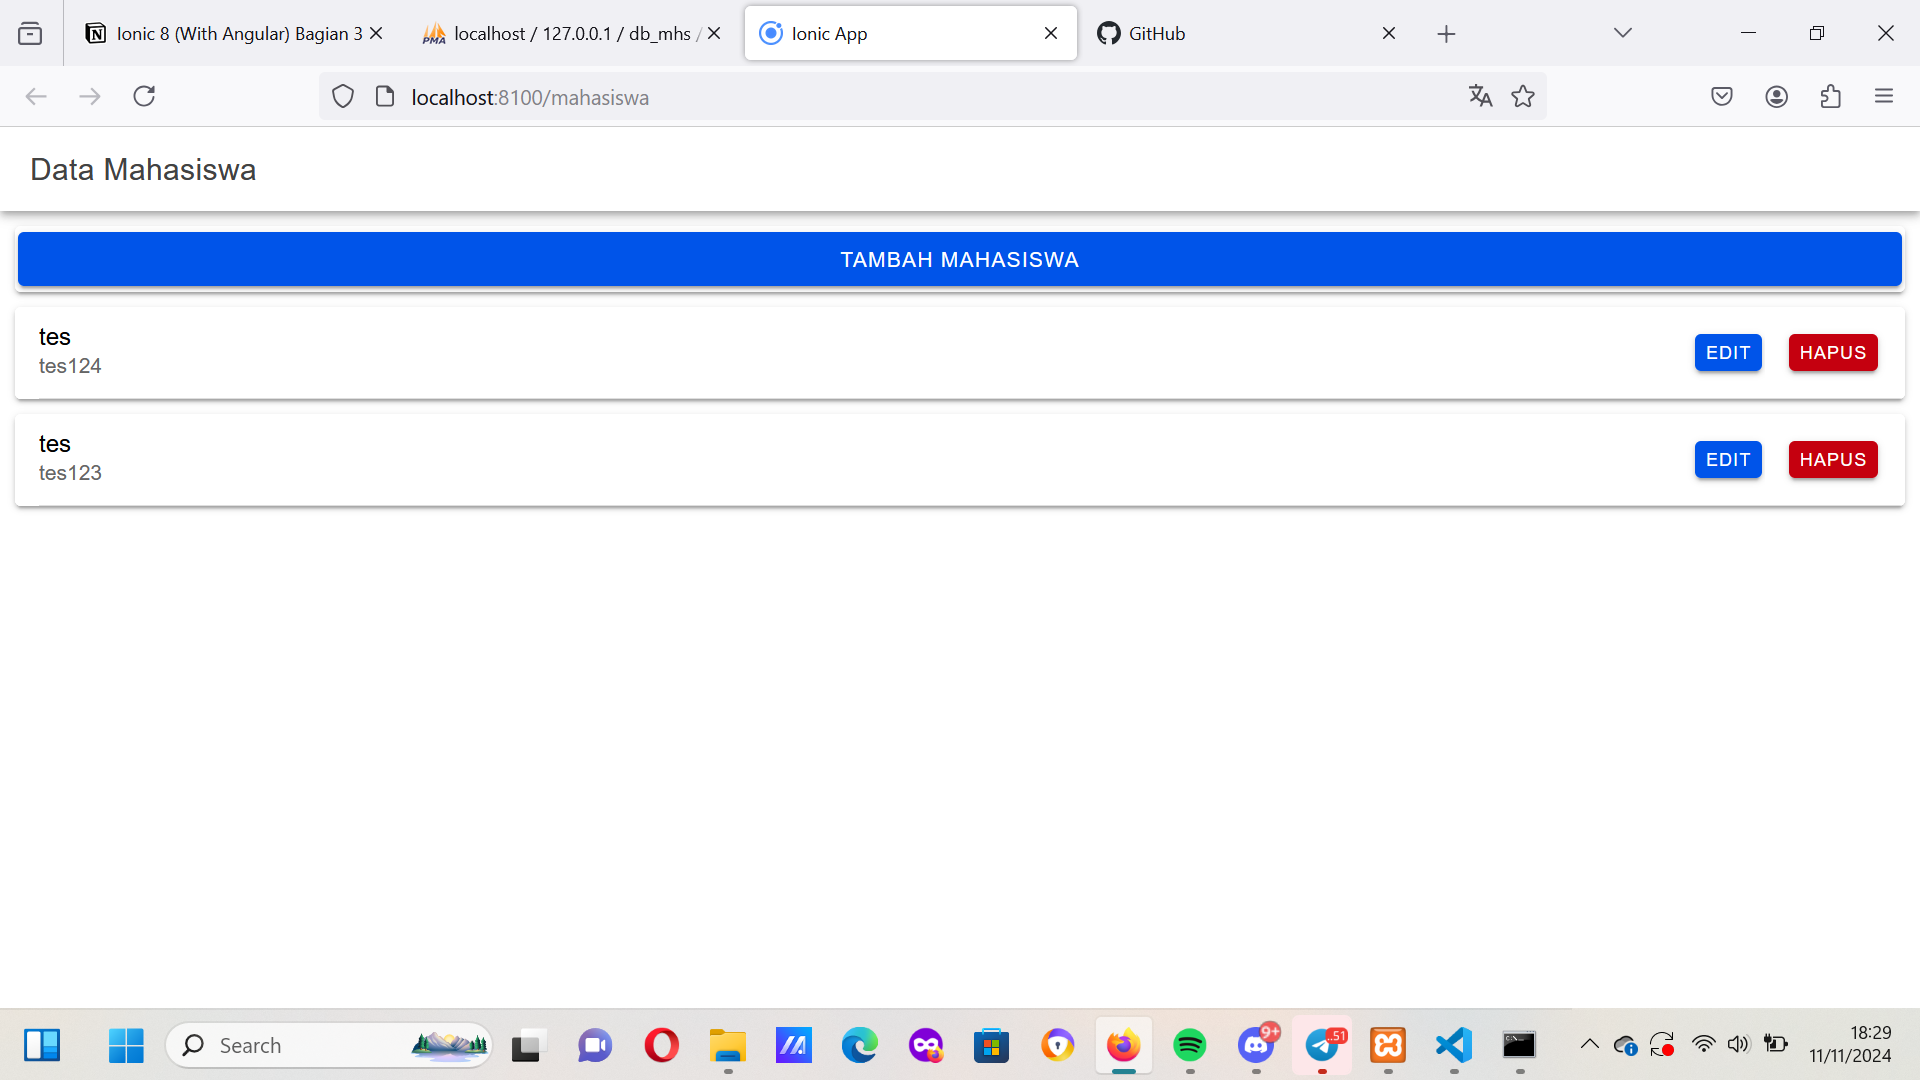 Ionic 8 (With Angular) Bagian 3
localhost / 127.0.0.1 / db_mhs /
Ionic App
GitHub
localhost:8100/mahasiswa
Data Mahasiswa
TAMBAH MAHASISWA
tes
tes124
EDIT
HAPUS
tes
tes123
EDIT
HAPUS
Search
9+
..51
18:29
11/11/2024